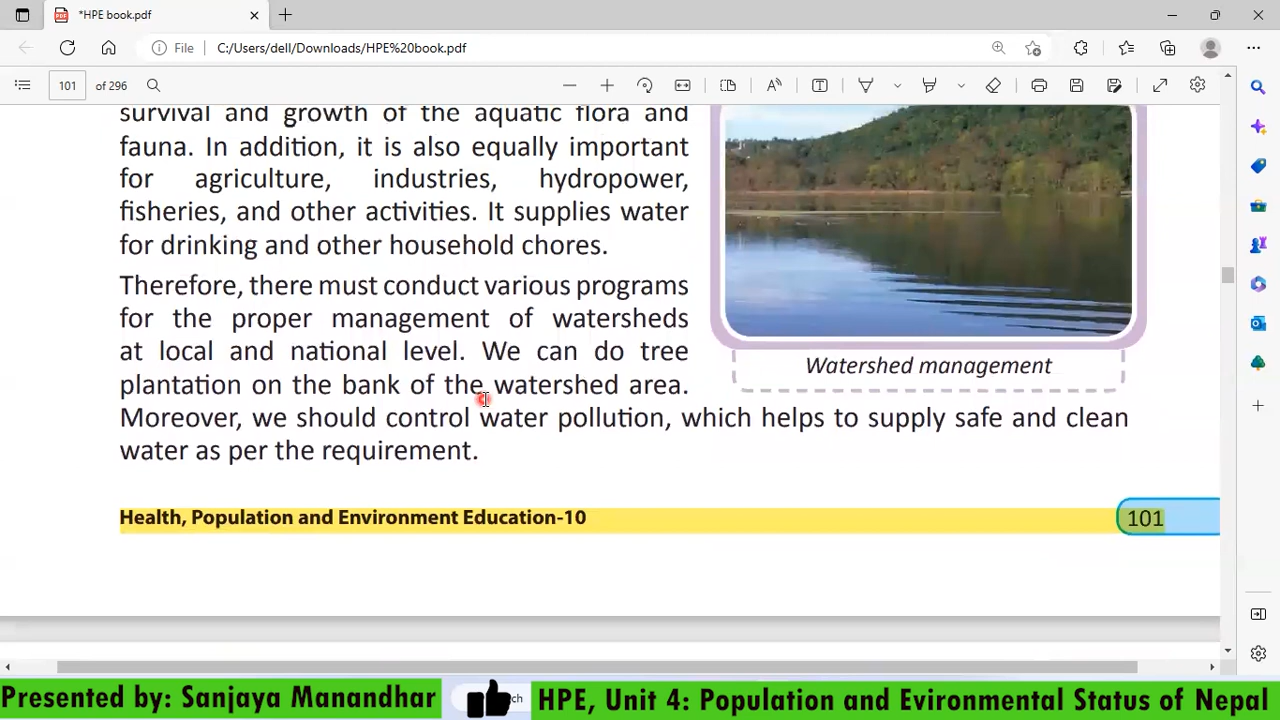 *HPE book.pdf
File
C:/Users/dell/Downloads/HPE%20book.pdf
101 of 296
survival and growth of the aquatic flora and
fauna. In addition, it is also equally important
for agriculture, industries, hydropower,
fisheries, and other activities. It supplies water
for drinking and other household chores.
Therefore, there must conduct various programs
for the proper management of watersheds
at local and national level. We can do tree
plantation on the bank of the watershed area.
Moreover, we should control water pollution, which helps to supply safe and clean
water as per the requirement.
Watershed management
Health, Population and Environment Education-10
101
Presented by: Sanjaya Manandhar
HPE, Unit 4: Population and Evironmental Status of Nepal